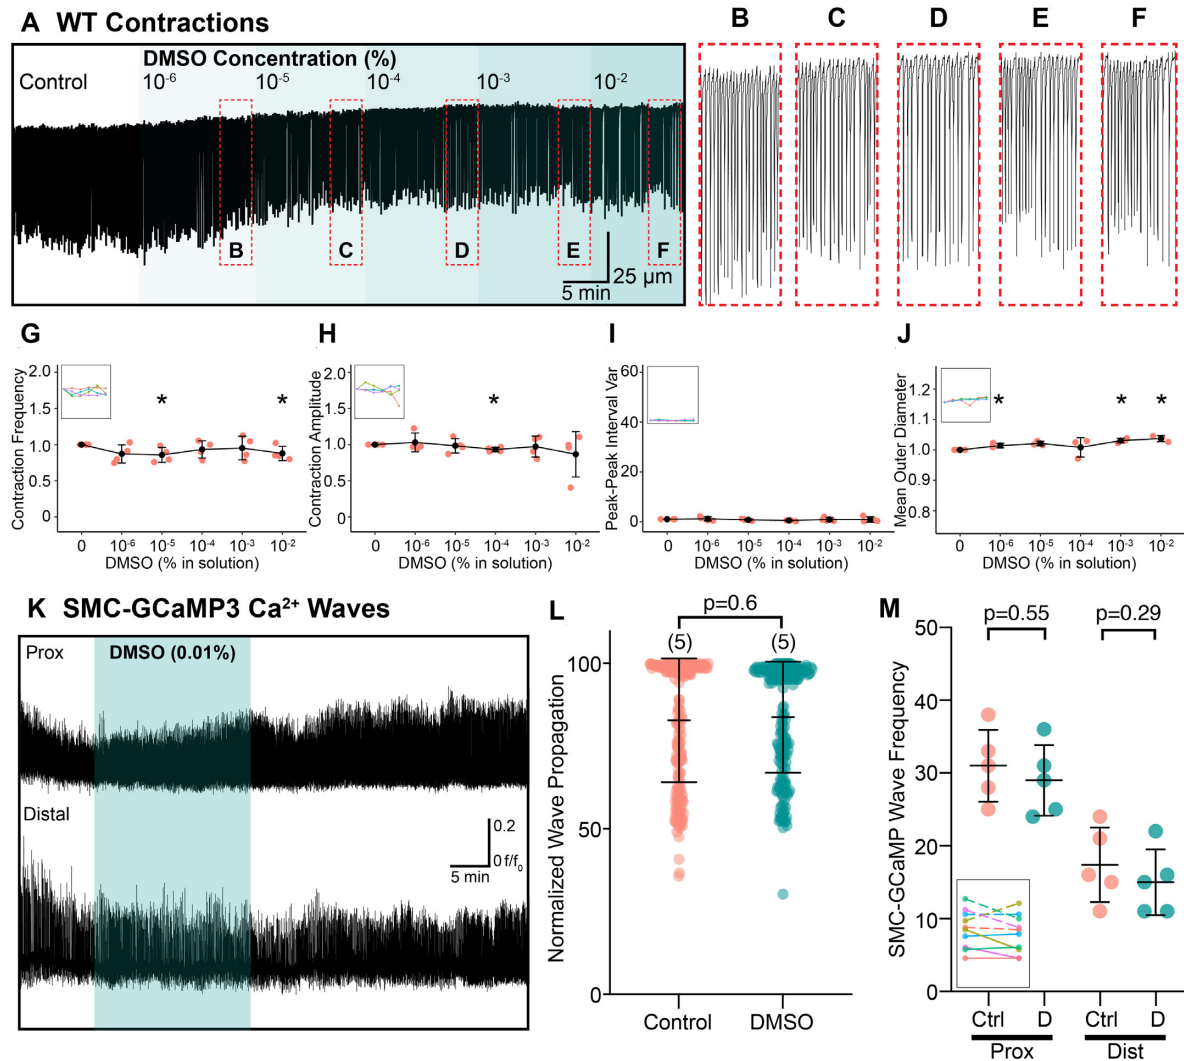 A WT Contractions
B C D E F
DMSO Concentration (%)
Control 10⁻⁶ 10⁻⁵ 10⁻⁴ 10⁻³ 10⁻²
B C D E F
25 µm
5 min
G
Contraction Frequency
2.0
1.5
1.0
0.5
0
* *
0 10⁻⁶ 10⁻⁵ 10⁻⁴ 10⁻³ 10⁻²
DMSO (% in solution)
H
Contraction Amplitude
2.0
1.5
1.0
0.5
0
*
0 10⁻⁶ 10⁻⁵ 10⁻⁴ 10⁻³ 10⁻²
DMSO (% in solution)
I
Peak-Peak Interval Var
60
40
20
0
0 10⁻⁶ 10⁻⁵ 10⁻⁴ 10⁻³ 10⁻²
DMSO (% in solution)
J
Mean Outer Diameter
1.2
1.1
1.0
0.9
0.8
* * *
0 10⁻⁶ 10⁻⁵ 10⁻⁴ 10⁻³ 10⁻²
DMSO (% in solution)
K SMC-GCaMP3 Ca²⁺ Waves
Prox
DMSO (0.01%)
Distal
0.2
0 f/f₀
5 min
L
p=0.6
(5) (5)
Normalized Wave Propagation
100
50
0
Control DMSO
M
p=0.55 p=0.29
SMC-GCaMP Wave Frequency
50
40
30
20
10
0
Ctrl D Ctrl D
Prox Dist